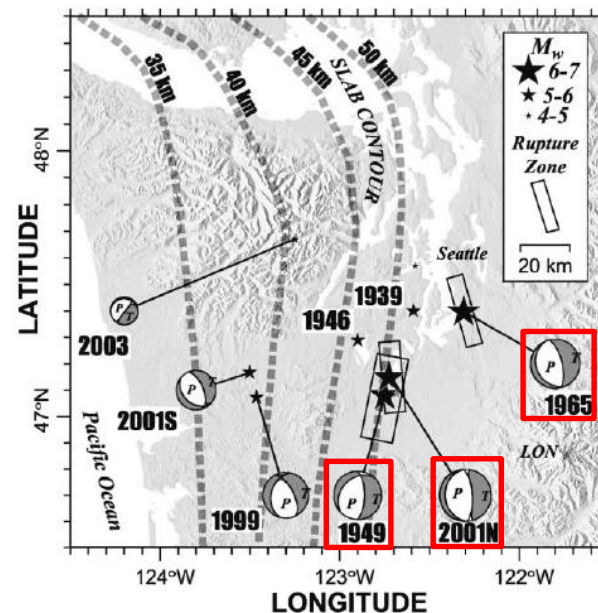 35 km
40 km
45 km
50 km
SLAB CONTOUR
Mw
6-7
5-6
4-5
Rupture
Zone
20 km
48°N
47°N
LATITUDE
Seattle
1939
1946
P
T
2003
P
T
2001S
P
T
1965
LON
Pacific Ocean
P
T
1999
P
T
1949
P
T
2001N
124°W
123°W
122°W
LONGITUDE